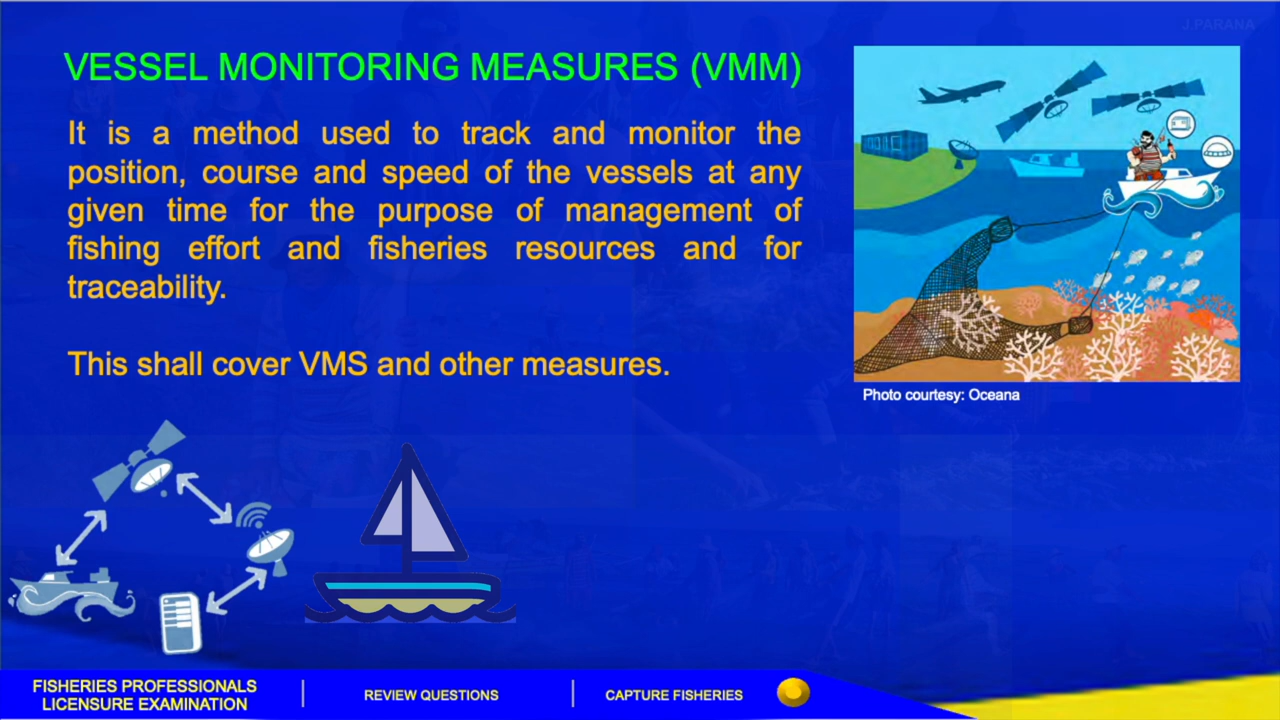 J.PARANA
VESSEL MONITORING MEASURES (VMM)
It is a method used to track and monitor the
position, course and speed of the vessels at any
given time for the purpose of management of
fishing effort and fisheries resources and for
traceability.
This shall cover VMS and other measures.
Photo courtesy: Oceana
FISHERIES PROFESSIONALS
LICENSURE EXAMINATION
REVIEW QUESTIONS
CAPTURE FISHERIES